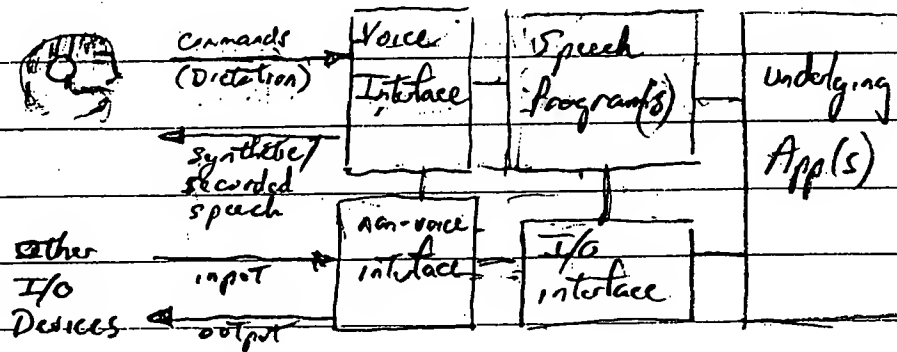 Commands
(Dictation)
synthetic/
recorded
speech
Voice
Interface
Speech
Program(s)
underlying
App(s)
other
I/O
Devices
input
output
non-voice
interface
I/O
interface